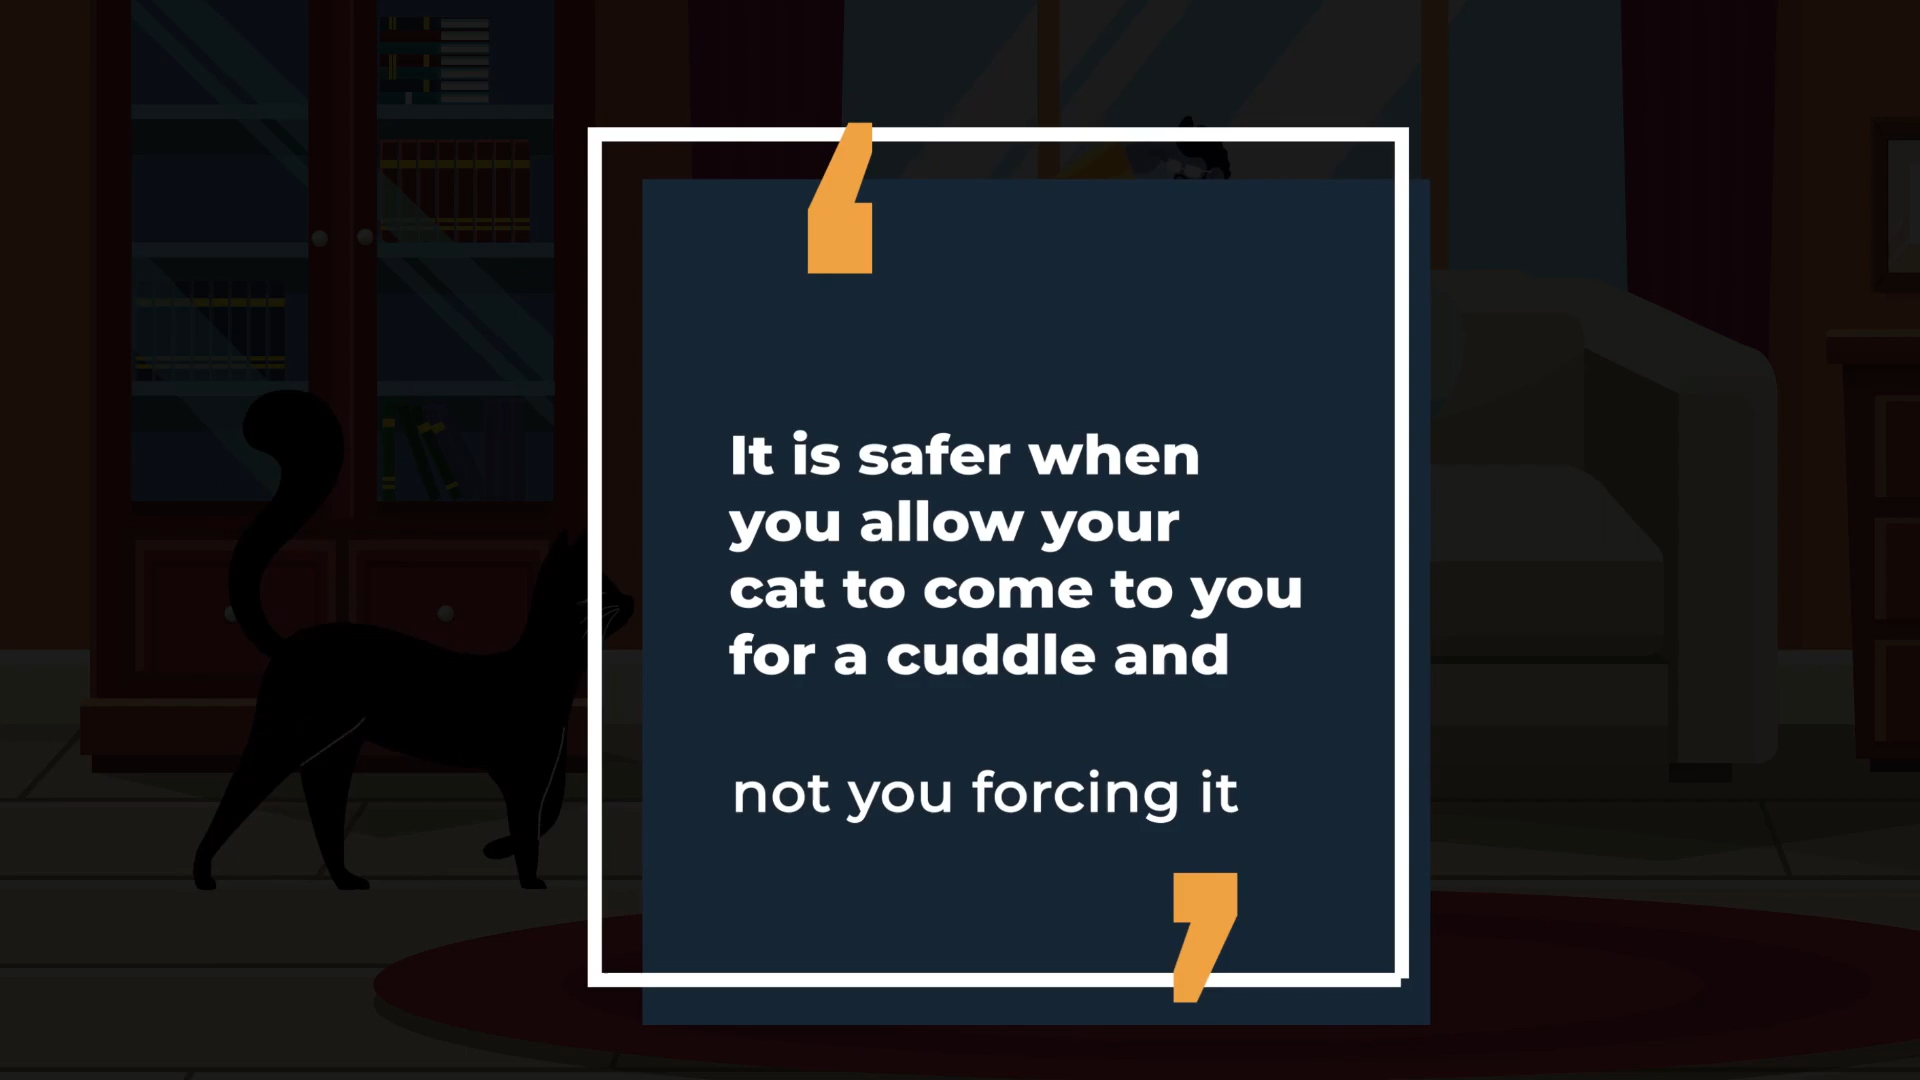 It is safer when
you allow your
cat to come to you
for a cuddle and
not you forcing it